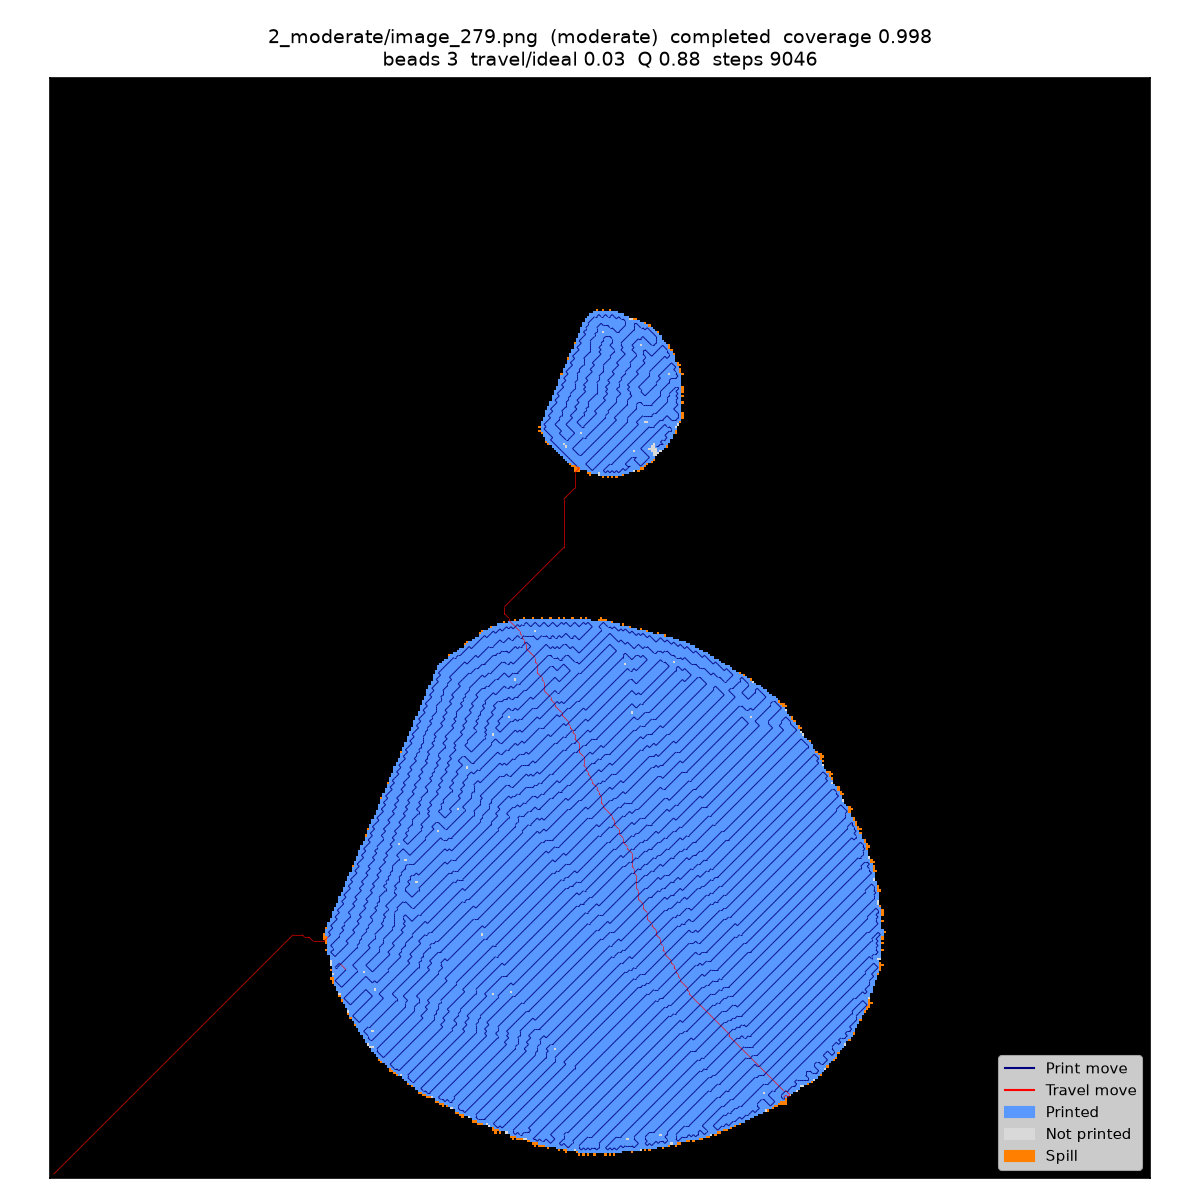 2_moderate/image_279.png  (moderate)  completed  coverage 0.998
beads 3  travel/ideal 0.03  Q 0.88  steps 9046
Print move
Travel move
Printed
Not printed
Spill